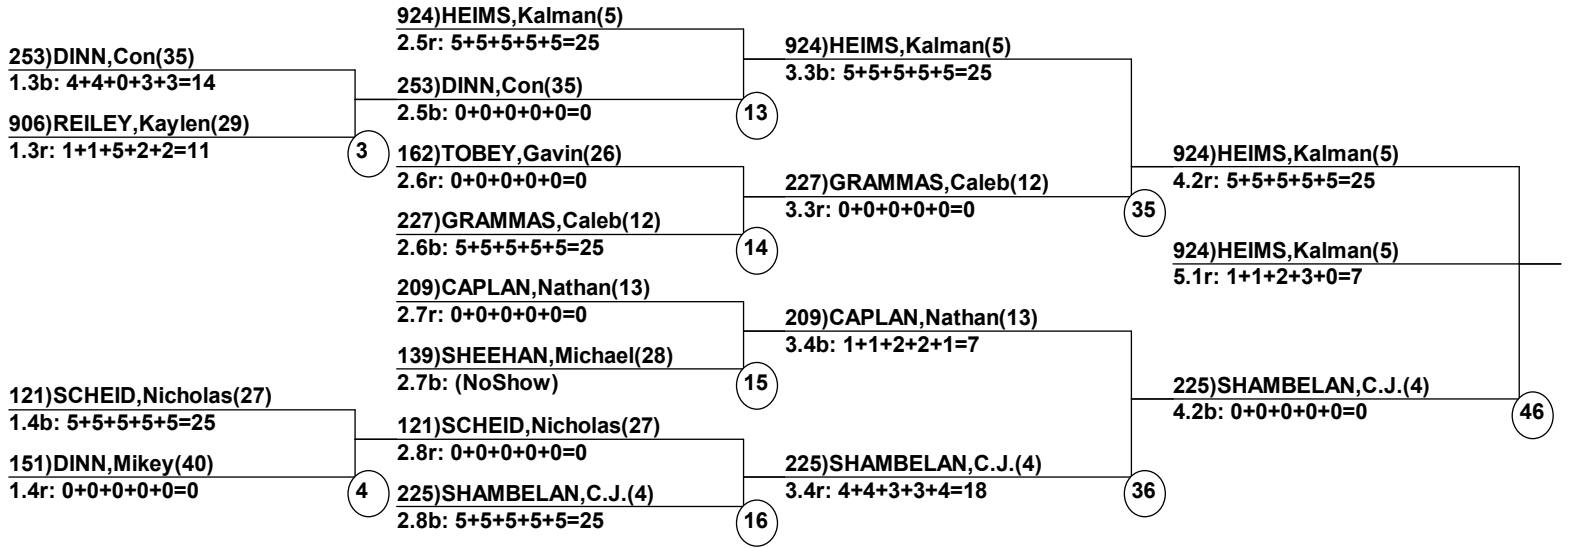 253)DINN,Con(35)
1.3b: 4+4+0+3+3=14
906)REILEY,Kaylen(29)
1.3r: 1+1+5+2+2=11
3
121)SCHEID,Nicholas(27)
1.4b: 5+5+5+5+5=25
151)DINN,Mikey(40)
1.4r: 0+0+0+0+0=0
4
924)HEIMS,Kalman(5)
2.5r: 5+5+5+5+5=25
253)DINN,Con(35)
2.5b: 0+0+0+0+0=0
13
162)TOBEY,Gavin(26)
2.6r: 0+0+0+0+0=0
227)GRAMMAS,Caleb(12)
2.6b: 5+5+5+5+5=25
14
209)CAPLAN,Nathan(13)
2.7r: 0+0+0+0+0=0
139)SHEEHAN,Michael(28)
2.7b: (NoShow)
15
121)SCHEID,Nicholas(27)
2.8r: 0+0+0+0+0=0
225)SHAMBELAN,C.J.(4)
2.8b: 5+5+5+5+5=25
16
924)HEIMS,Kalman(5)
3.3b: 5+5+5+5+5=25
227)GRAMMAS,Caleb(12)
3.3r: 0+0+0+0+0=0
35
209)CAPLAN,Nathan(13)
3.4b: 1+1+2+2+1=7
225)SHAMBELAN,C.J.(4)
3.4r: 4+4+3+3+4=18
36
924)HEIMS,Kalman(5)
4.2r: 5+5+5+5+5=25
924)HEIMS,Kalman(5)
5.1r: 1+1+2+3+0=7
225)SHAMBELAN,C.J.(4)
4.2b: 0+0+0+0+0=0
46